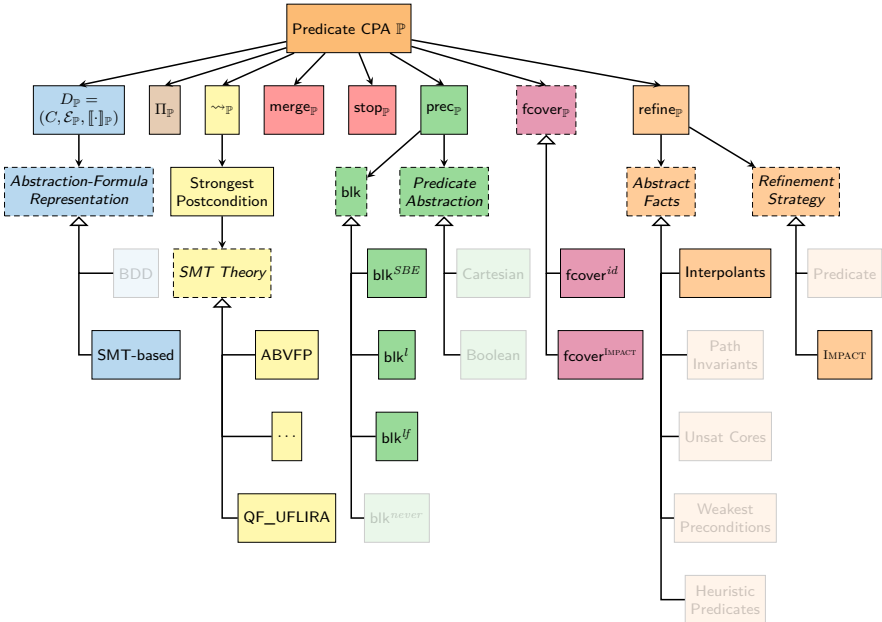 Predicate CPA ℙ
D_ℙ =
(C, ℰ_ℙ, ⟦·⟧_ℙ)
Π_ℙ
⇝_ℙ
merge_ℙ
stop_ℙ
prec_ℙ
fcover_ℙ
refine_ℙ
Abstraction-Formula
Representation
Strongest
Postcondition
blk
Predicate
Abstraction
Abstract
Facts
Refinement
Strategy
BDD
SMT Theory
blk^SBE
Cartesian
fcover^id
Interpolants
Predicate
SMT-based
ABVFP
blk^l
Boolean
fcover^IMPACT
Path
Invariants
IMPACT
...
blk^lf
Unsat Cores
QF_UFLIRA
blk^never
Weakest
Preconditions
Heuristic
Predicates